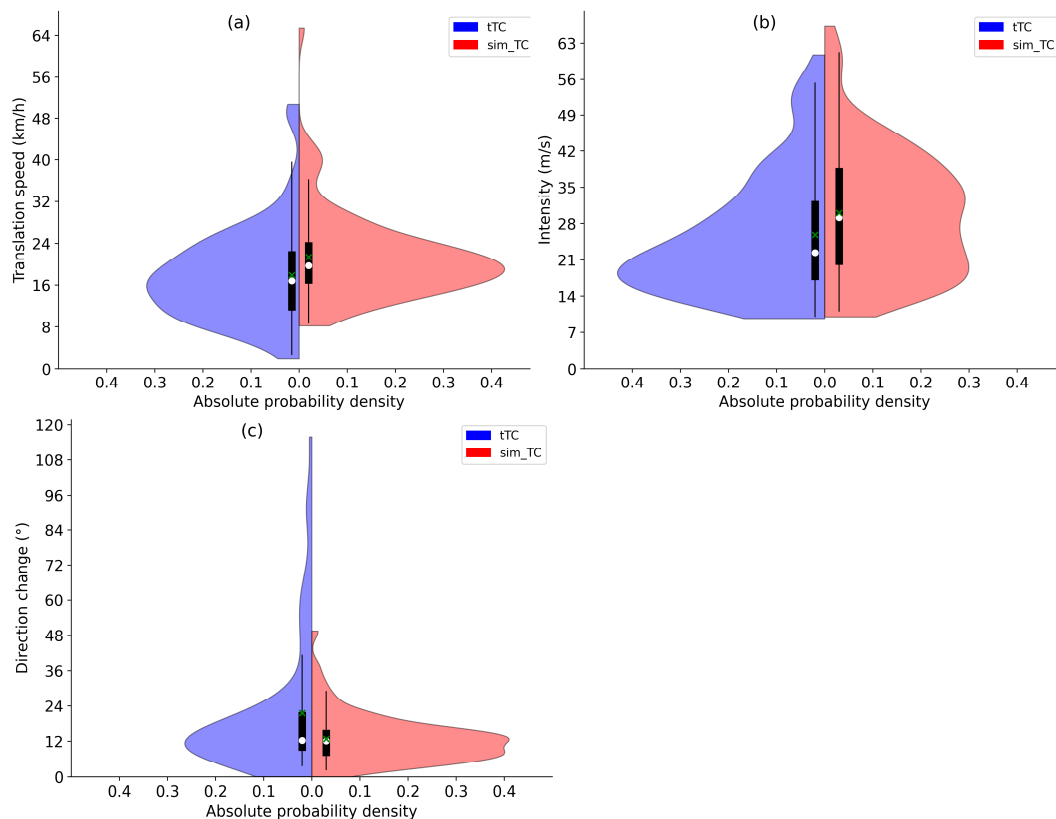 (a)
tTC
sim_TC
Translation speed (km/h)
64
56
48
40
32
24
16
8
0
0.4 0.3 0.2 0.1 0.0 0.1 0.2 0.3 0.4
Absolute probability density
(b)
tTC
sim_TC
Intensity (m/s)
63
56
49
42
35
28
21
14
7
0
0.4 0.3 0.2 0.1 0.0 0.1 0.2 0.3 0.4
Absolute probability density
(c)
tTC
sim_TC
Direction change (°)
120
108
96
84
72
60
48
36
24
12
0
0.4 0.3 0.2 0.1 0.0 0.1 0.2 0.3 0.4
Absolute probability density